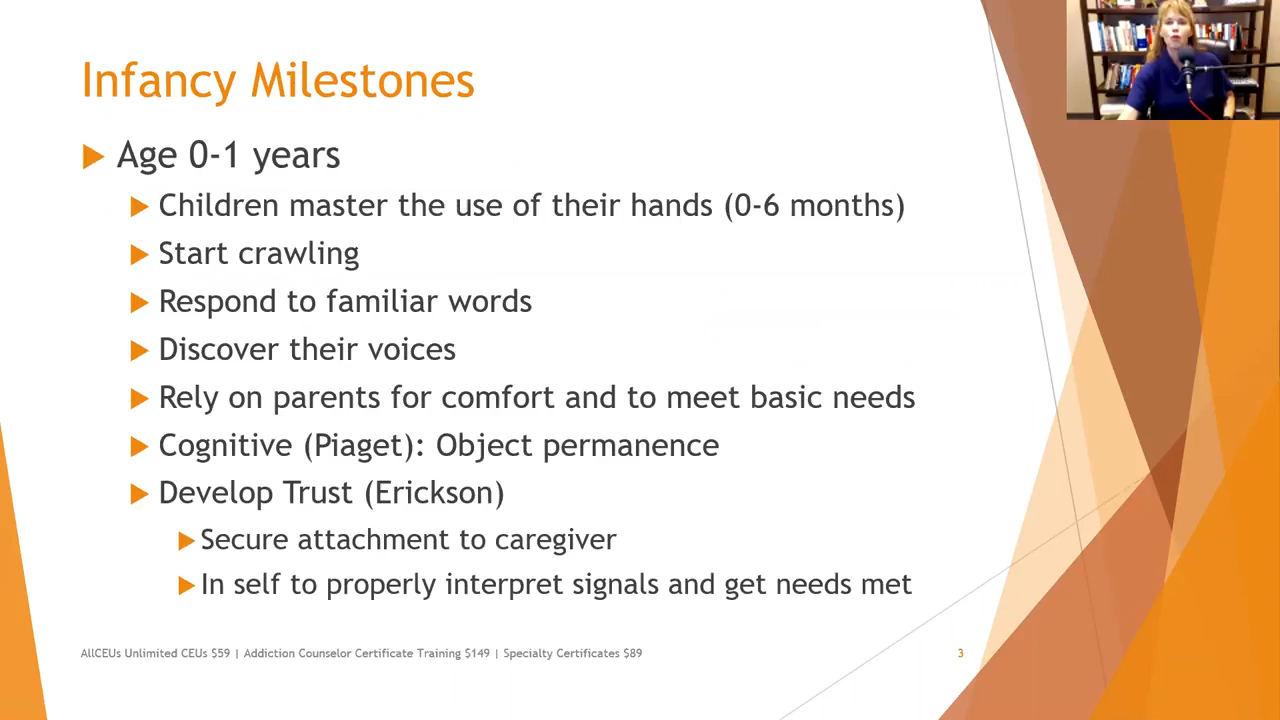 Infancy Milestones
Age 0-1 years
Children master the use of their hands (0-6 months)
Start crawling
Respond to familiar words
Discover their voices
Rely on parents for comfort and to meet basic needs
Cognitive (Piaget): Object permanence
Develop Trust (Erickson)
Secure attachment to caregiver
In self to properly interpret signals and get needs met
AllCEUs Unlimited CEUs $59 | Addiction Counselor Certificate Training $149 | Specialty Certificates $89
3